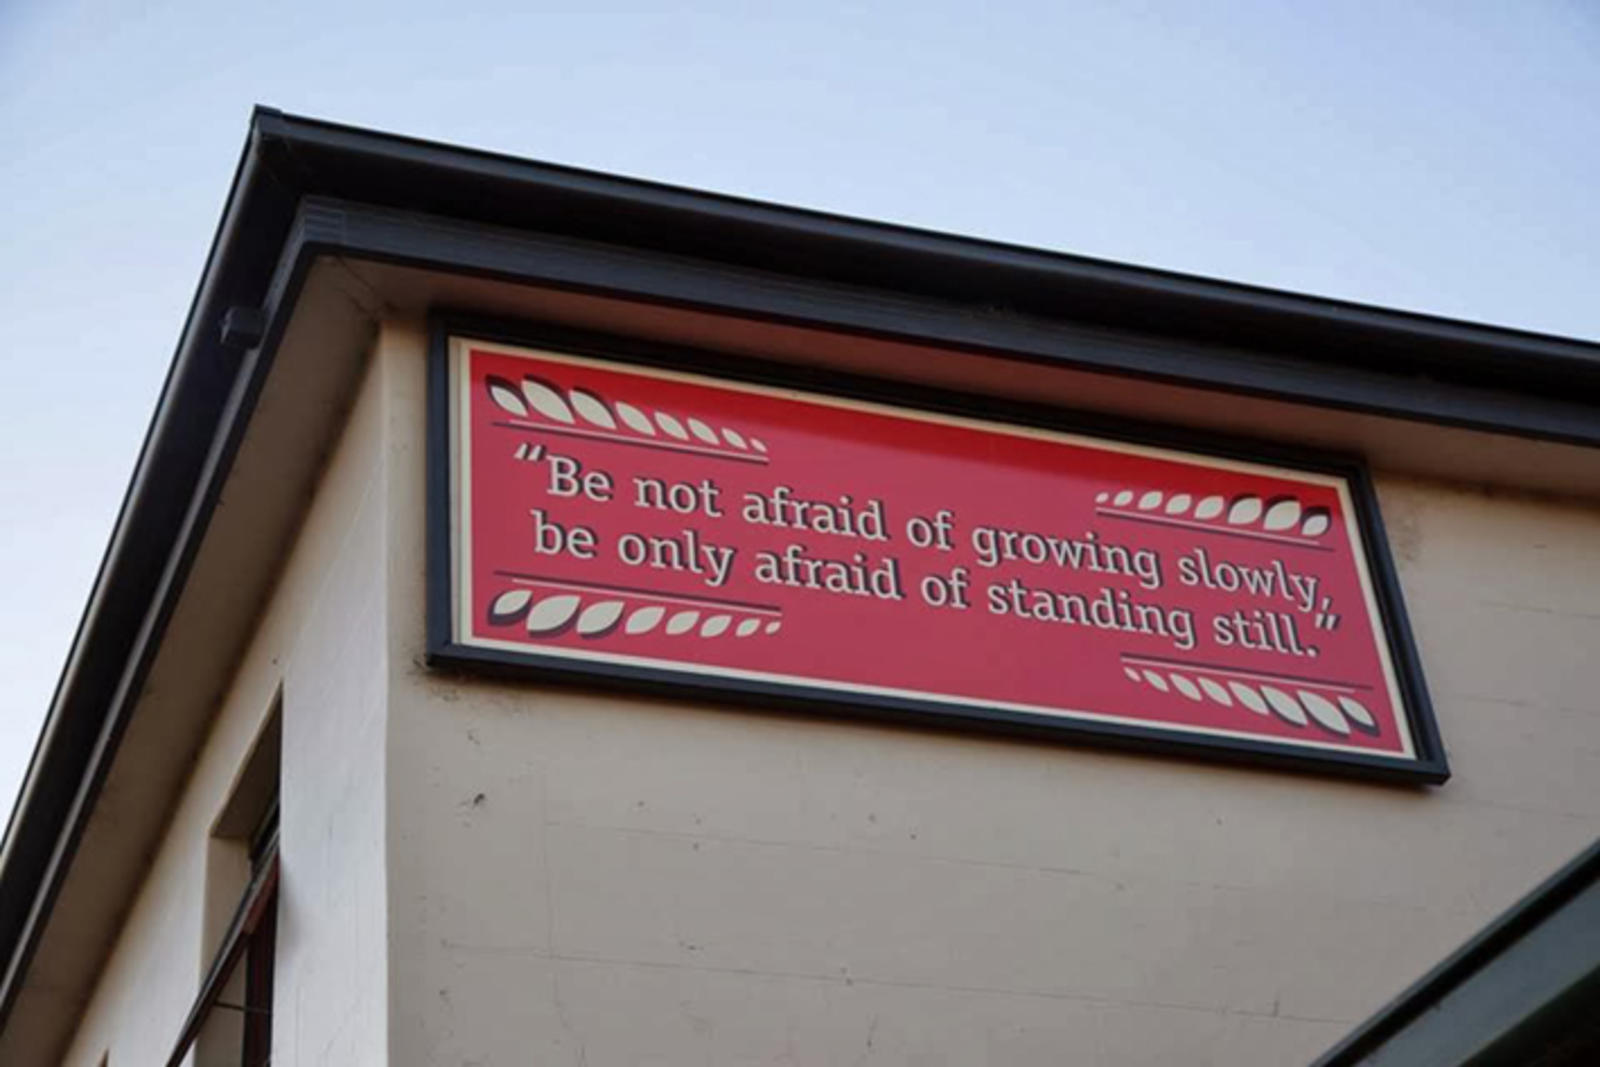 “Be not afraid of growing slowly,
be only afraid of standing still.”